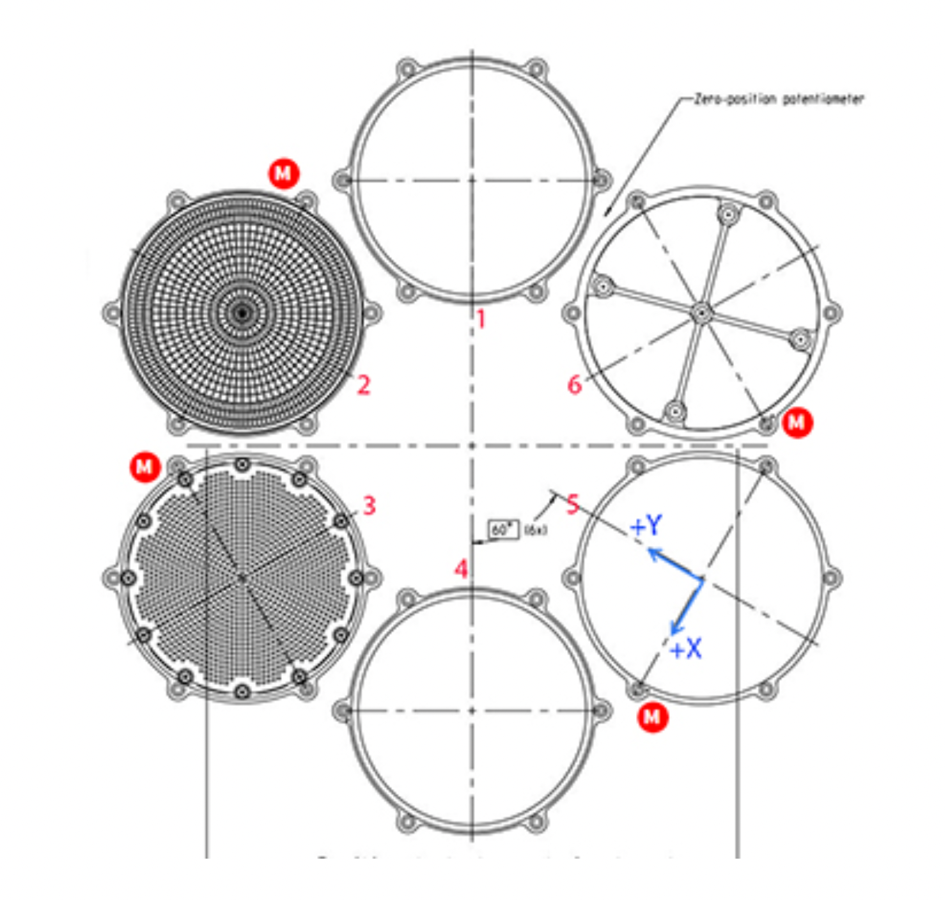 Zero-position potentiometer
M
1
2
6
M
M
3
5
60° (6x)
+Y
4
+X
M